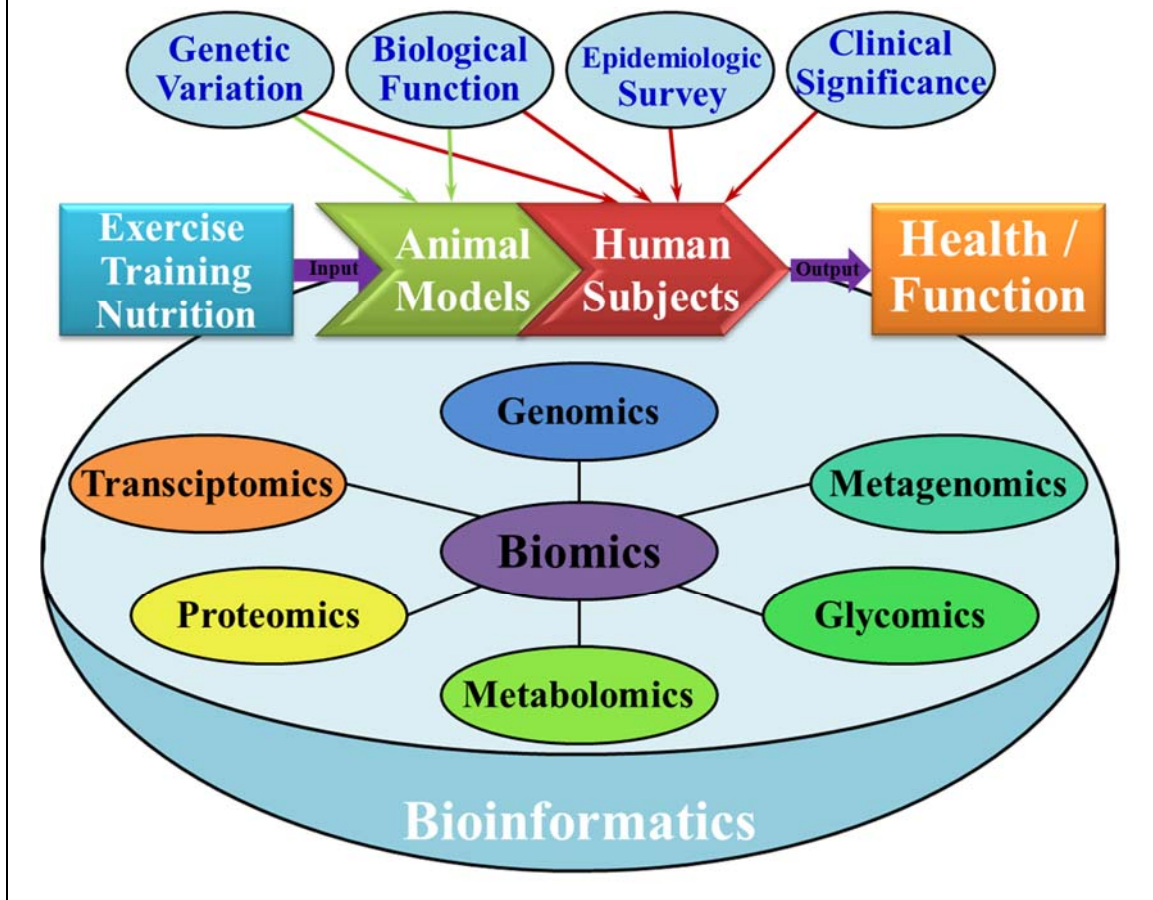 Genetic
Variation
Biological
Function
Epidemiologic
Survey
Clinical
Significance
Exercise
Training
Nutrition
Input
Animal
Models
Human
Subjects
Output
Health /
Function
Genomics
Transciptomics
Metagenomics
Biomics
Proteomics
Glycomics
Metabolomics
Bioinformatics